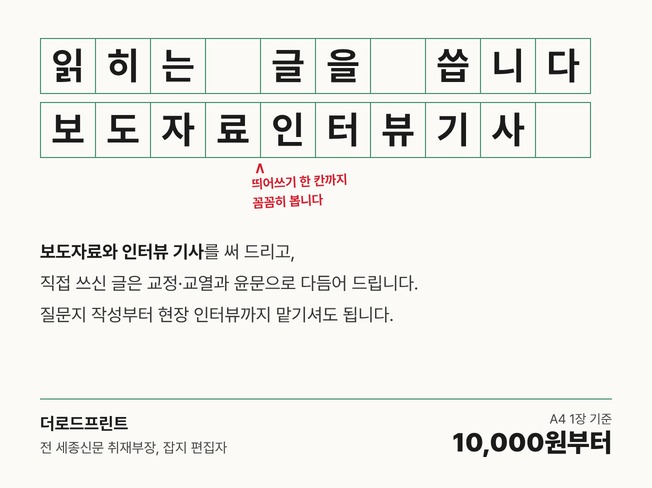 읽히는 글을 씁니다
보도자료인터뷰기사
∧
띄어쓰기 한 칸까지
꼼꼼히 봅니다
보도자료와 인터뷰 기사를 써 드리고,
직접 쓰신 글은 교정·교열과 윤문으로 다듬어 드립니다.
질문지 작성부터 현장 인터뷰까지 맡기셔도 됩니다.
더로드프린트
전 세종신문 취재부장, 잡지 편집자
A4 1장 기준
10,000원부터